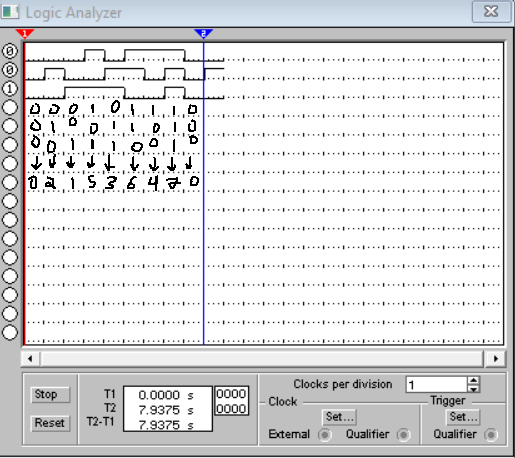 Logic Analyzer
1 2
0
0
1
0 0 0 1 0 1 1 1 0
0 1 0 0 1 1 0 1 0
0 0 1 1 1 0 0 1 0
↓ ↓ ↓ ↓ ↓ ↓ ↓ ↓ ↓
0 2 1 5 3 6 4 7 0
Stop
Reset
T1 0.0000 s 0000
T2 7.9375 s 0000
T2-T1 7.9375 s
Clocks per division 1
Clock
Set...
External Qualifier
Trigger
Set...
Qualifier